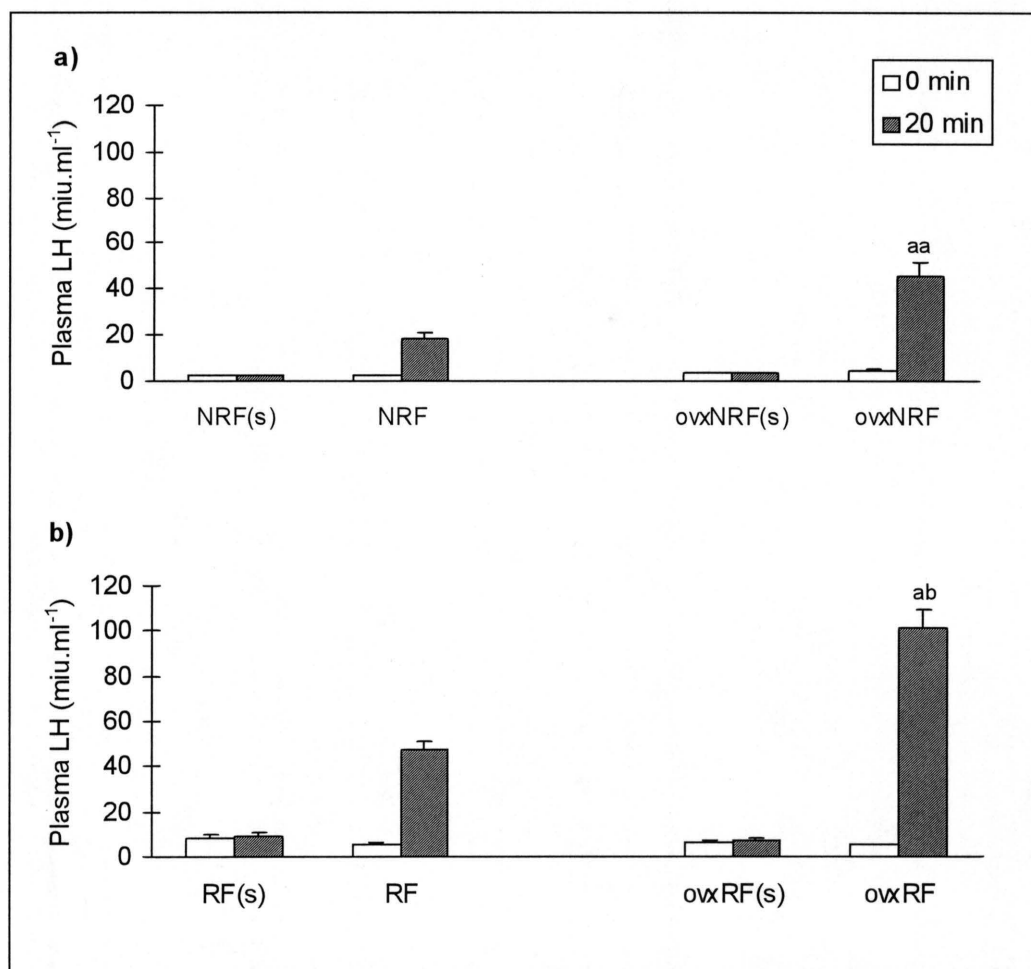 a)
0 min
20 min
Plasma LH (miu.ml⁻¹)
120
100
80
60
40
20
0
aa
NRF(s) NRF ovxNRF(s) ovxNRF
b)
Plasma LH (miu.ml⁻¹)
120
100
80
60
40
20
0
ab
RF(s) RF ovxRF(s) ovxRF